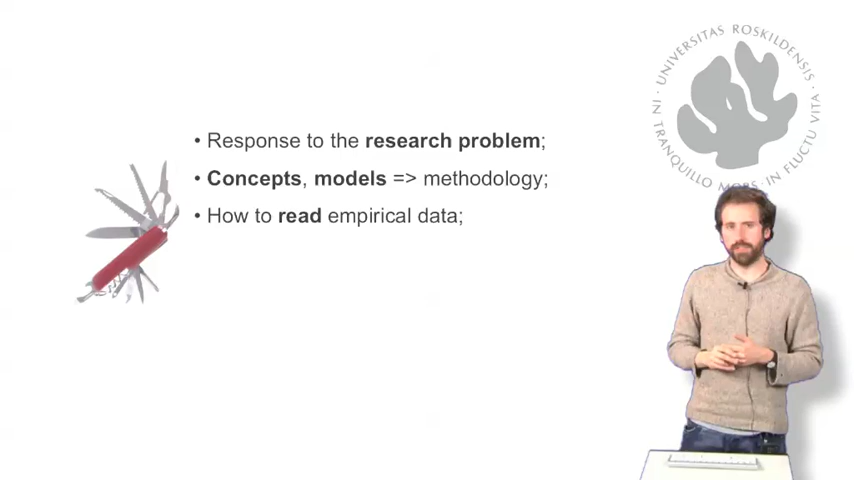 UNIVERSITAS ROSKILDENSIS · IN TRANQUILLO MORS · IN FLUCTU VITA ·
• Response to the research problem;
• Concepts, models => methodology;
• How to read empirical data;